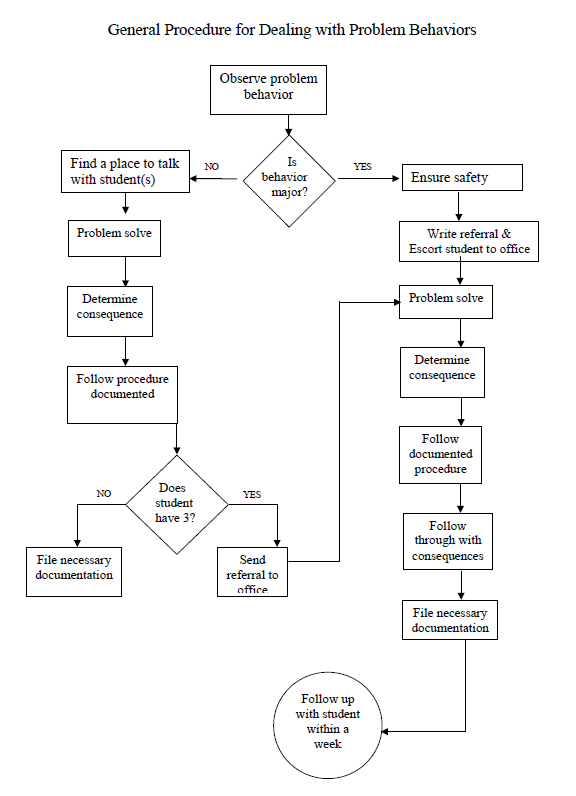 General Procedure for Dealing with Problem Behaviors
Observe problem
behavior
Is
behavior
major?
NO
YES
Find a place to talk
with student(s)
Problem solve
Determine
consequence
Follow procedure
documented
Does
student
have 3?
NO
YES
File necessary
documentation
Send
referral to
office
Ensure safety
Write referral &
Escort student to office
Problem solve
Determine
consequence
Follow
documented
procedure
Follow
through with
consequences
File necessary
documentation
Follow up
with student
within a
week